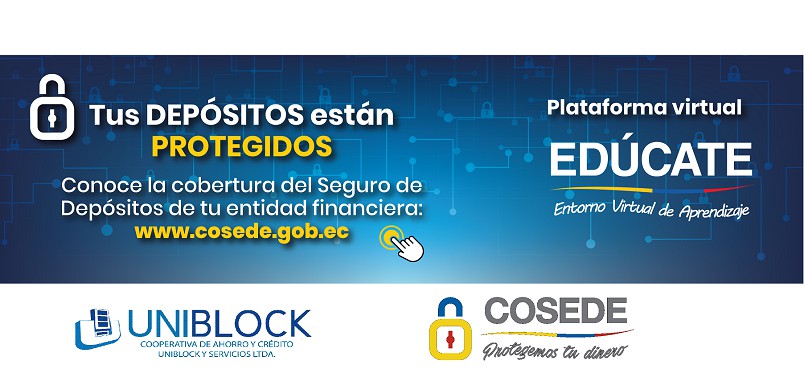 Tus DEPÓSITOS están
PROTEGIDOS
Conoce la cobertura del Seguro de
Depósitos de tu entidad financiera:
www.cosede.gob.ec
Plataforma virtual
EDÚCATE
Entorno Virtual de Aprendizaje
UNIBLOCK
COOPERATIVA DE AHORRO Y CRÉDITO
UNIBLOCK Y SERVICIOS LTDA.
COSEDE
Protegemos tu dinero